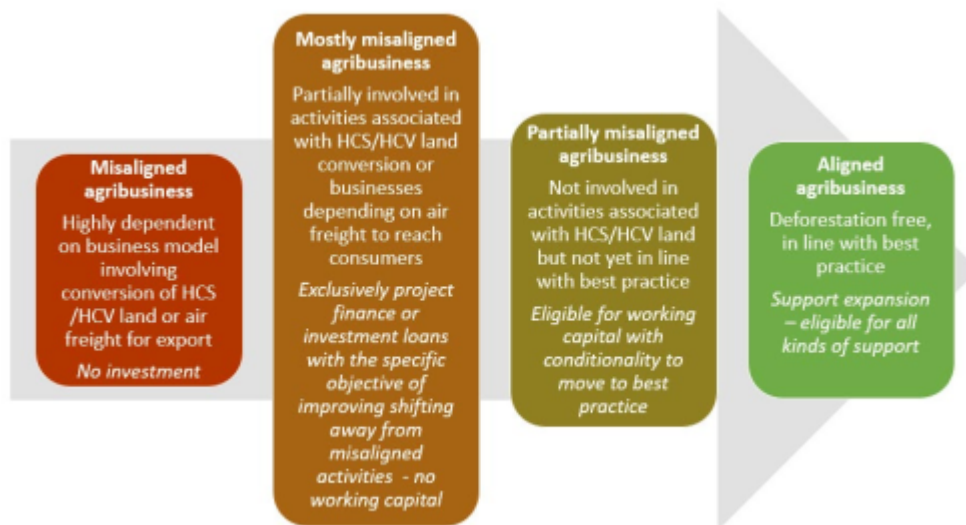 Misaligned
agribusiness
Highly dependent
on business model
involving
conversion of HCS
/HCV land or air
freight for export
No investment
Mostly misaligned
agribusiness
Partially involved in
activities associated
with HCS/HCV land
conversion or
businesses
depending on air
freight to reach
consumers
Exclusively project
finance or
investment loans
with the specific
objective of
improving shifting
away from
misaligned
activities - no
working capital
Partially misaligned
agribusiness
Not involved in
activities associated
with HCS/HCV land
but not yet in line
with best practice
Eligible for working
capital with
conditionality to
move to best
practice
Aligned
agribusiness
Deforestation free,
in line with best
practice
Support expansion
– eligible for all
kinds of support